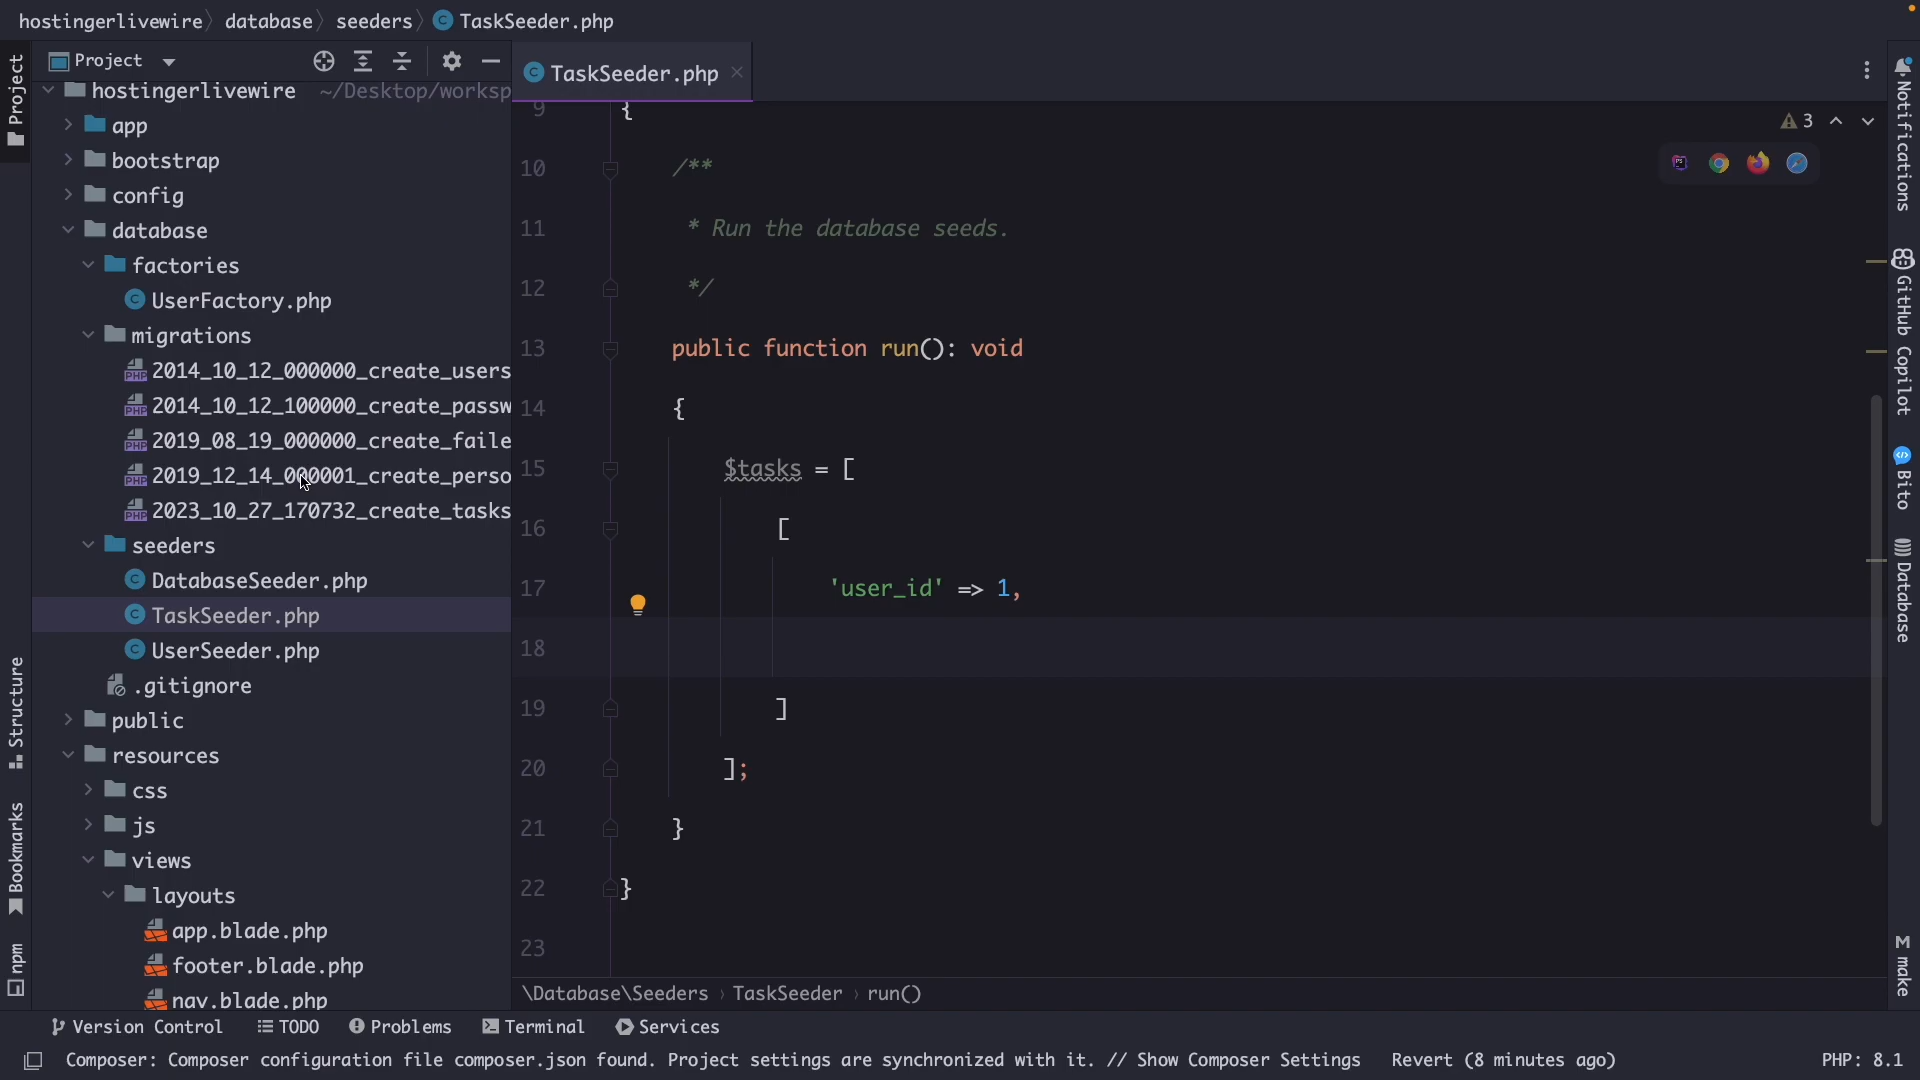 hostingerlivewire database seeders TaskSeeder.php
Project
Project
TaskSeeder.php
hostingerlivewire ~/Desktop/worksp
app
bootstrap
config
database
factories
UserFactory.php
migrations
2014_10_12_000000_create_users
2014_10_12_100000_create_passw
2019_08_19_000000_create_faile
2019_12_14_000001_create_perso
2023_10_27_170732_create_tasks
seeders
DatabaseSeeder.php
TaskSeeder.php
UserSeeder.php
.gitignore
public
resources
css
js
views
layouts
app.blade.php
footer.blade.php
nav.blade.php
Structure
Bookmarks
npm
3
9 {
10 /**
11 * Run the database seeds.
12 */
13 public function run(): void
14 {
15 $tasks = [
16 [
17 'user_id' => 1,
18
19 ]
20 ];
21 }
22 }
23
\Database\Seeders › TaskSeeder › run()
Notifications
GitHub Copilot
Bito
Database
make
Version Control TODO Problems Terminal Services
Composer: Composer configuration file composer.json found. Project settings are synchronized with it. // Show Composer Settings Revert (8 minutes ago) PHP: 8.1